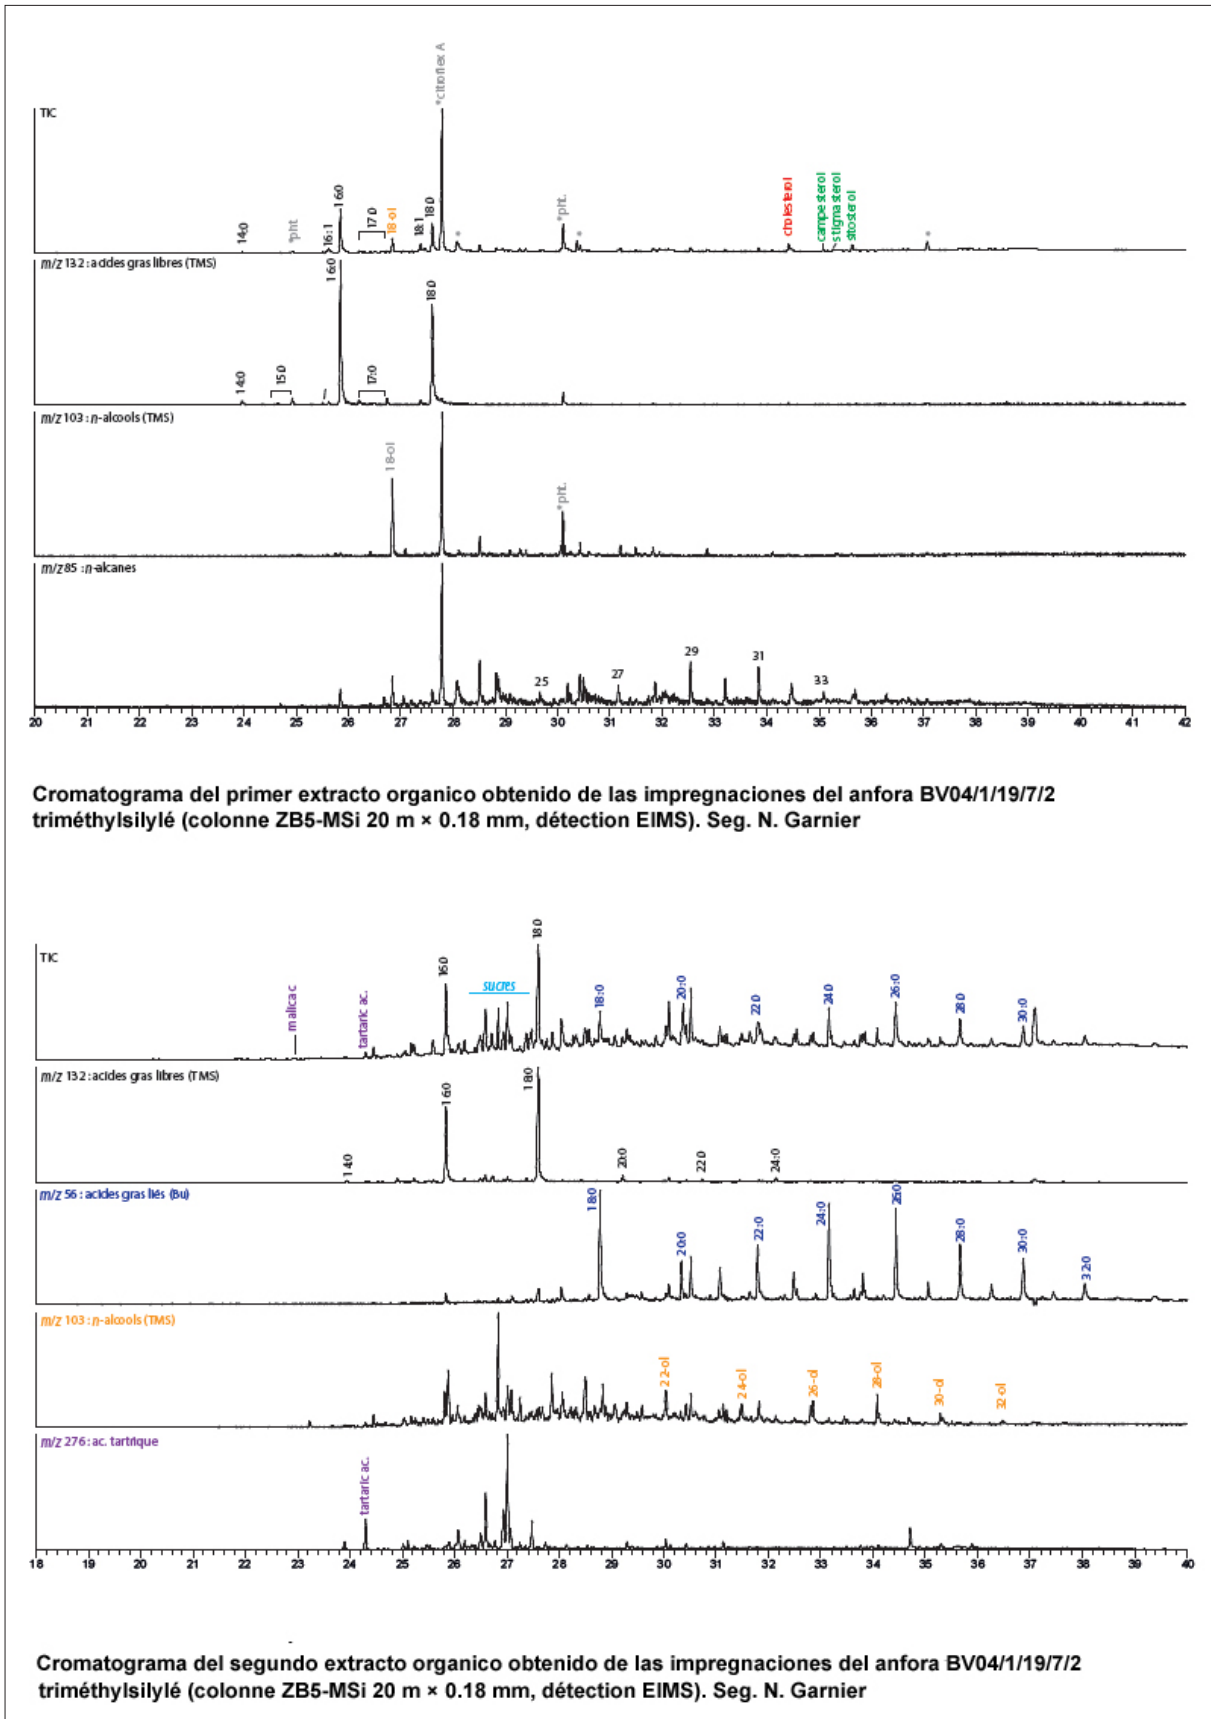 *citroflex A
TIC
14:0
*pht.
16:1
16:0
17:0
18-ol
18:1
18:0
*
*pht.
*
cholesterol
campesterol
stigmasterol
sitosterol
*
m/z 132 : acides gras libres (TMS)
14:0
15:0
16:0
17:0
18:0
m/z 103 : n-alcools (TMS)
18-ol
*pht.
m/z 85 : n-alcanes
25
27
29
31
33
20 21 22 23 24 25 26 27 28 29 30 31 32 33 34 35 36 37 38 39 40 41 42
Cromatograma del primer extracto organico obtenido de las impregnaciones del anfora BV04/1/19/7/2
triméthylsilylé (colonne ZB5-MSi 20 m × 0.18 mm, détection EIMS). Seg. N. Garnier
TIC
malic ac
tartaric ac.
16:0
sucres
18:0
18:0
20:0
22:0
24:0
26:0
28:0
30:0
m/z 132 : acides gras libres (TMS)
14:0
16:0
18:0
20:0
22:0
24:0
m/z 56 : acides gras liés (Bu)
18:0
20:0
22:0
24:0
26:0
28:0
30:0
32:0
m/z 103 : n-alcools (TMS)
22-ol
24-ol
26-ol
28-ol
30-ol
32-ol
m/z 276 : ac. tartrique
tartaric ac.
18 19 20 21 22 23 24 25 26 27 28 29 30 31 32 33 34 35 36 37 38 39 40
Cromatograma del segundo extracto organico obtenido de las impregnaciones del anfora BV04/1/19/7/2
triméthylsilylé (colonne ZB5-MSi 20 m × 0.18 mm, détection EIMS). Seg. N. Garnier